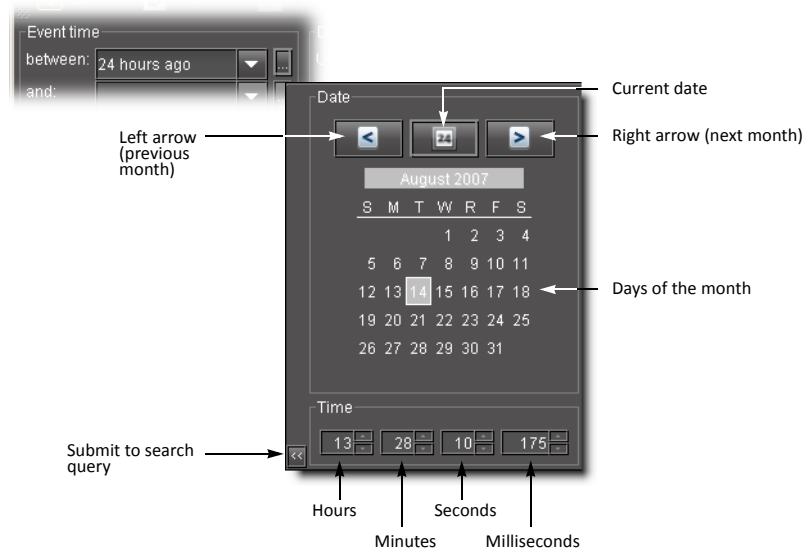 Event time
between: 24 hours ago ...
and:
Date
Current date
Left arrow
(previous
month)
< 24 >
Right arrow (next month)
August 2007
S M T W R F S
1 2 3 4
5 6 7 8 9 10 11
12 13 14 15 16 17 18
Days of the month
19 20 21 22 23 24 25
26 27 28 29 30 31
Time
13 28 10 175
Submit to search
query
<<
Hours
Seconds
Minutes
Milliseconds